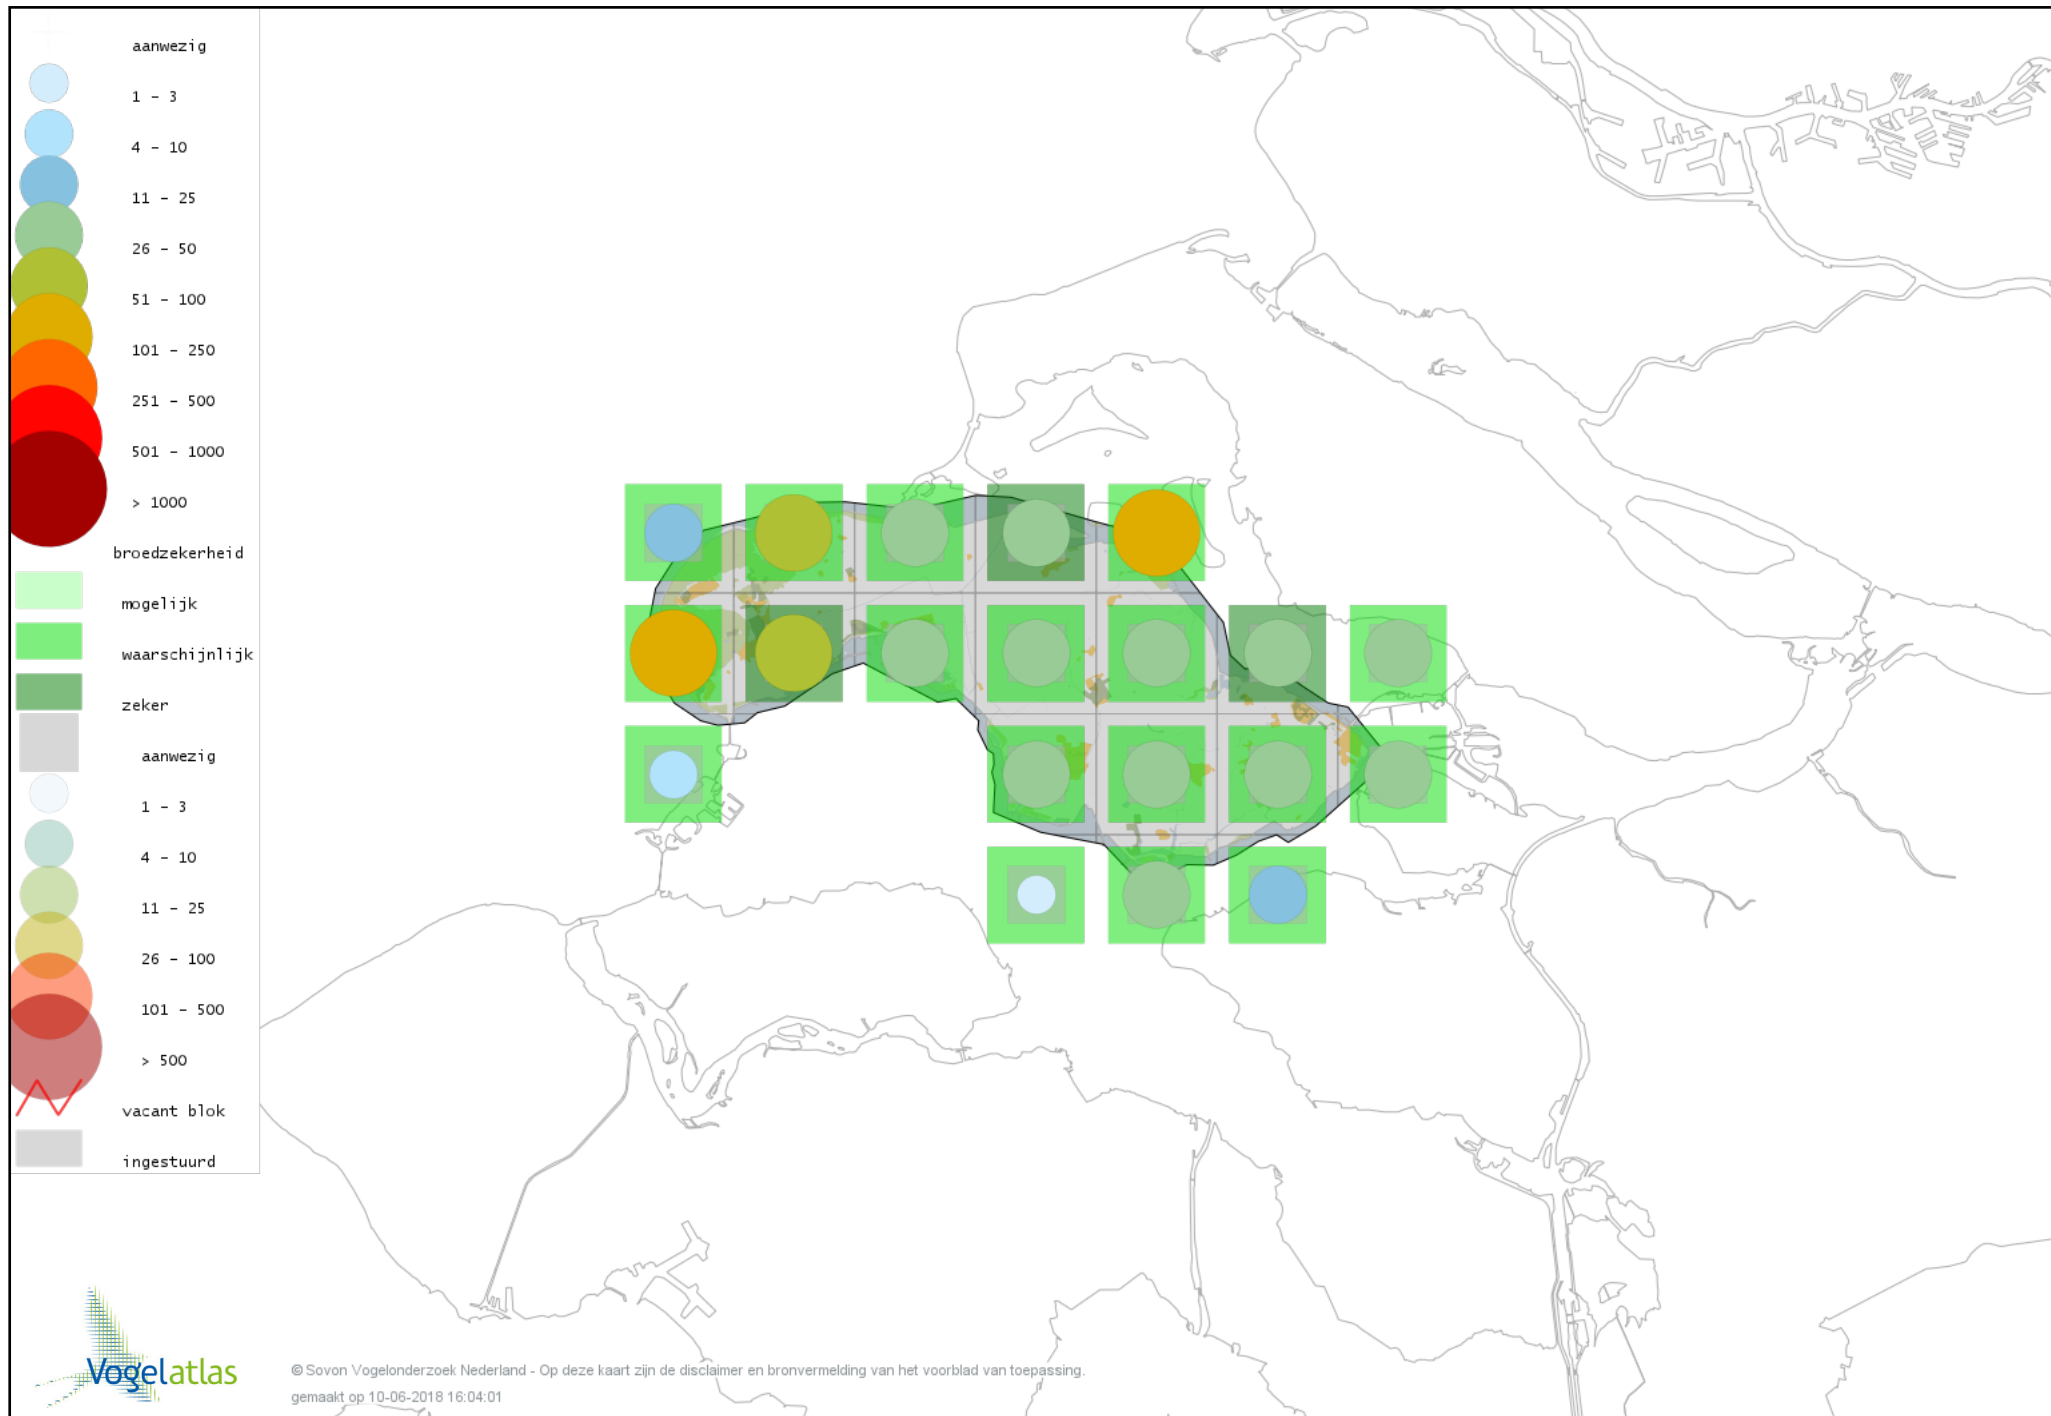 aanwezig
1 - 3
4 - 10
11 - 25
26 - 50
51 - 100
101 - 250
251 - 500
501 - 1000
> 1000
broedzekerheid
mogelijk
waarschijnlijk
zeker
aanwezig
1 - 3
4 - 10
11 - 25
26 - 100
101 - 500
> 500
vacant blok
ingestuurd
Vogelatlas
© Sovon Vogelonderzoek Nederland - Op deze kaart zijn de disclaimer en bronvermelding van het voorblad van toepassing.
gemaakt op 10-06-2018 16:04:01